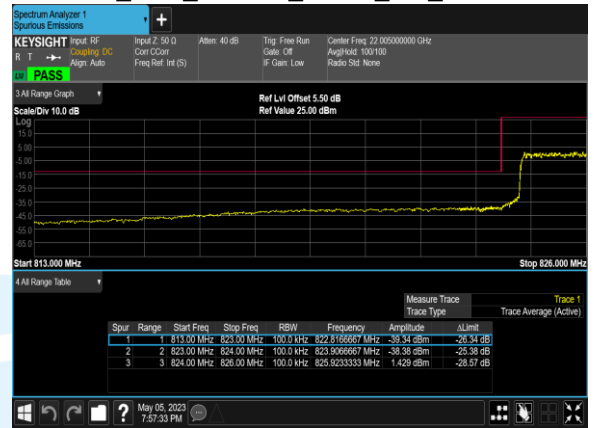 Spectrum Analyzer 1
Spurious Emissions
+
KEYSIGHT Input: RF Input Z: 50 Ω Atten: 40 dB Trig: Free Run Center Freq: 22.005000000 GHz
R T Coupling: DC Corr CCorr Gate: Off Avg|Hold: 100/100
Align: Auto Freq Ref: Int (S) IF Gain: Low Radio Std: None
PASS
3 All Range Graph
Ref Lvl Offset 5.50 dB
Scale/Div 10.0 dB Ref Value 25.00 dBm
Log
15.0
5.00
-5.00
-15.0
-25.0
-35.0
-45.0
-55.0
-65.0
Start 813.000 MHz Stop 826.000 MHz
4 All Range Table
Measure Trace Trace 1
Trace Type Trace Average (Active)
Spur Range Start Freq Stop Freq RBW Frequency Amplitude ΔLimit
1 1 813.00 MHz 823.00 MHz 100.0 kHz 822.8166667 MHz -39.34 dBm -26.34 dB
2 2 823.00 MHz 824.00 MHz 100.0 kHz 823.9066667 MHz -38.38 dBm -25.38 dB
3 3 824.00 MHz 826.00 MHz 100.0 kHz 825.9233333 MHz 1.429 dBm -28.57 dB
? May 05, 2023
7:57:33 PM